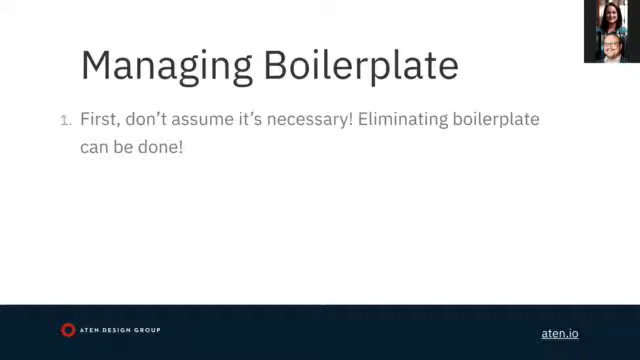 Managing Boilerplate
1. First, don't assume it's necessary! Eliminating boilerplate
can be done!
ATEN DESIGN GROUP
aten.io